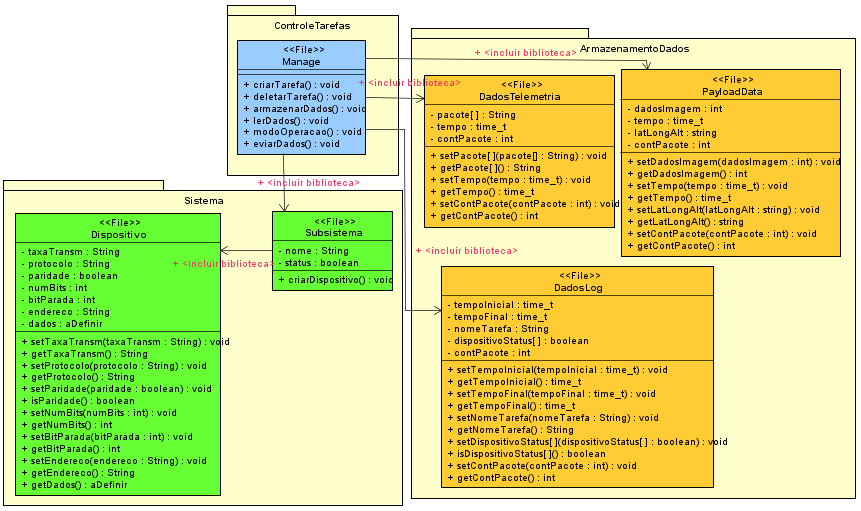 ControleTarefas
<<File>>
Manage
+ criarTarefa() : void
+ deletarTarefa() : void
+ armazenarDados() : void
+ lerDados() : void
+ modoOperacao() : void
+ eviarDados() : void
+ <incluir biblioteca>
+ <incluir biblioteca>
+ <incluir biblioteca>
+ <incluir biblioteca>
+ <incluir biblioteca>
ArmazenamentoDados
<<File>>
DadosTelemetria
- pacote[ ] : String
- tempo : time_t
- contPacote : int
+ setPacote[ ](pacote[] : String) : void
+ getPacote[ ]() : String
+ setTempo(tempo : time_t) : void
+ getTempo() : time_t
+ setContPacote(contPacote : int) : void
+ getContPacote() : int
<<File>>
PayloadData
- dadosImagem : int
- tempo : time_t
- latLongAlt : string
- contPacote : int
+ setDadosImagem(dadosImagem : int) : void
+ getDadosImagem() : int
+ setTempo(tempo : time_t) : void
+ getTempo() : time_t
+ setLatLongAlt(latLongAlt : string) : void
+ getLatLongAlt() : string
+ setContPacote(contPacote : int) : void
+ getContPacote() : int
<<File>>
DadosLog
- tempoInicial : time_t
- tempoFinal : time_t
- nomeTarefa : String
- dispositivoStatus[ ] : boolean
- contPacote : int
+ setTempoInicial(tempoInicial : time_t) : void
+ getTempoInicial() : time_t
+ setTempoFinal(tempoFinal : time_t) : void
+ getTempoFinal() : time_t
+ setNomeTarefa(nomeTarefa : String) : void
+ getNomeTarefa() : String
+ setDispositivoStatus[ ](dispositivoStatus[ ] : boolean) : void
+ isDispositivoStatus[ ]() : boolean
+ setContPacote(contPacote : int) : void
+ getContPacote() : int
Sistema
<<File>>
Dispositivo
- taxaTransm : String
- protocolo : String
- paridade : boolean
- numBits : int
- bitParada : int
- endereco : String
- dados : aDefinir
+ setTaxaTransm(taxaTransm : String) : void
+ getTaxaTransm() : String
+ setProtocolo(protocolo : String) : void
+ getProtocolo() : String
+ setParidade(paridade : boolean) : void
+ isParidade() : boolean
+ setNumBits(numBits : int) : void
+ getNumBits() : int
+ setBitParada(bitParada : int) : void
+ getBitParada() : int
+ setEndereco(endereco : String) : void
+ getEndereco() : String
+ getDados() : aDefinir
<<File>>
Subsistema
- nome : String
- status : boolean
+ criarDispositivo() : void